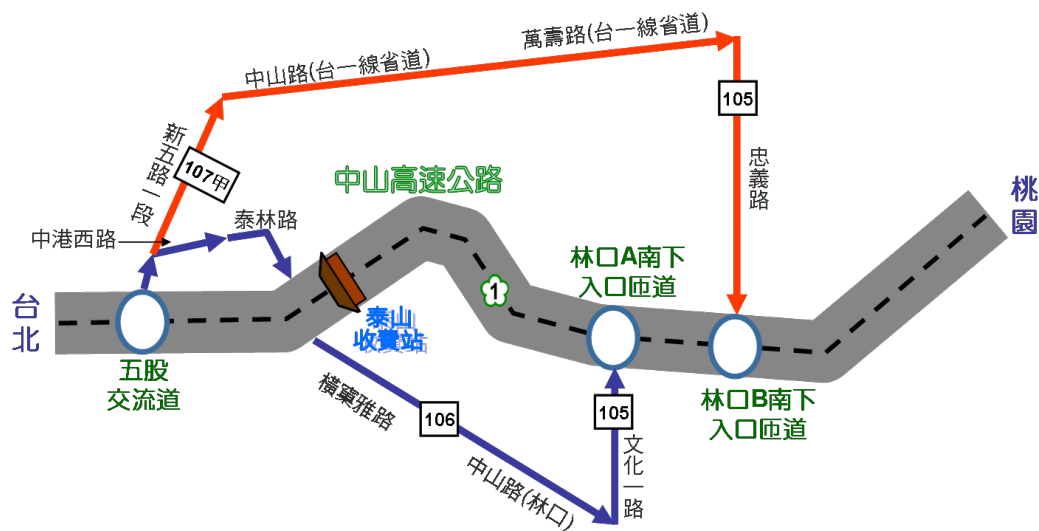 萬壽路(台一線省道)
中山路(台一線省道)
105
新五路一段
107甲
忠義路
中山高速公路
桃園
泰林路
中港西路
林口A南下
入口匝道
1
台北
泰山
收費站
五股
交流道
橫窠雅路
106
105
林口B南下
入口匝道
文化一路
中山路(林口)